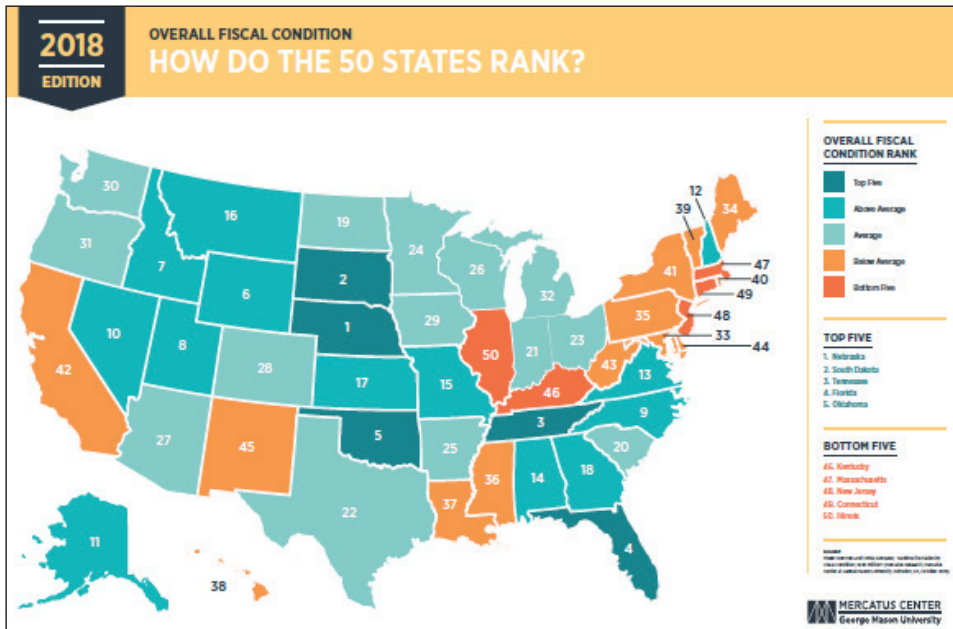 2018
EDITION
OVERALL FISCAL CONDITION
HOW DO THE 50 STATES RANK?
30
16
19
24
12
39
34
31
7
2
26
41
47
40
6
32
49
10
8
1
29
35
48
33
50
21
23
44
42
28
17
15
46
43
13
27
45
5
25
3
9
20
22
37
36
14
18
11
38
4
OVERALL FISCAL
CONDITION RANK
Top Five
Above Average
Average
Below Average
Bottom Five
TOP FIVE
1. Nebraska
2. South Dakota
3. Tennessee
4. Florida
5. Oklahoma
BOTTOM FIVE
46. Kentucky
47. Massachusetts
48. New Jersey
49. Connecticut
50. Illinois
MERCATUS CENTER
George Mason University